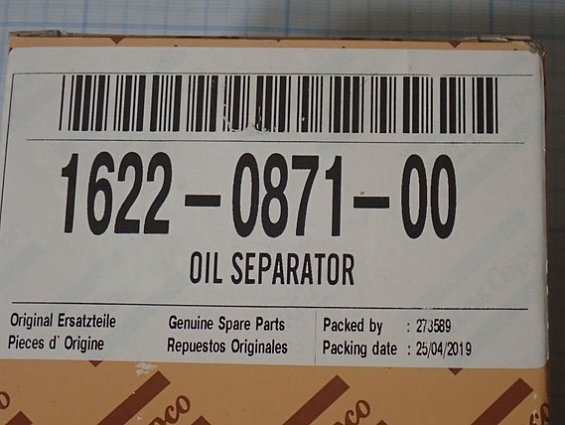 1622-0871-00
OIL SEPARATOR
Original Ersatzteile
Pieces d' Origine
Genuine Spare Parts
Repuestos Originales
Packed by : 273589
Packing date : 25/04/2019